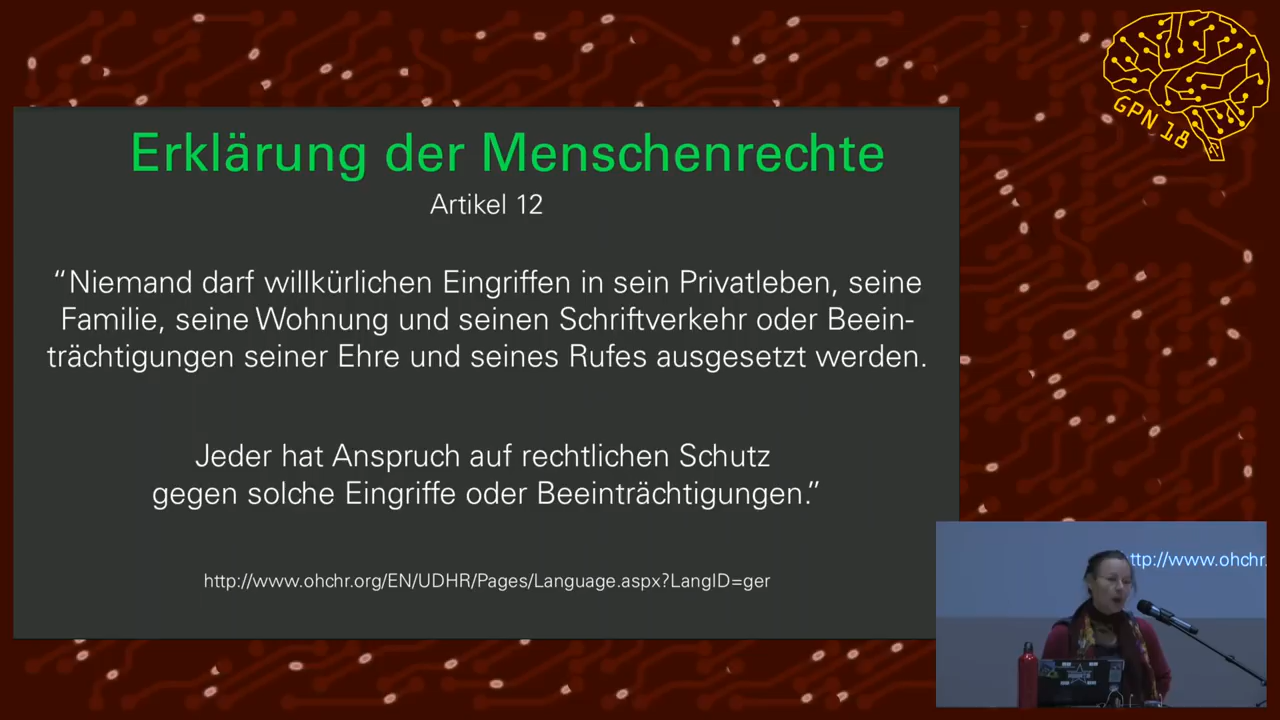 GPN 18
Erklärung der Menschenrechte
Artikel 12
“Niemand darf willkürlichen Eingriffen in sein Privatleben, seine
Familie, seine Wohnung und seinen Schriftverkehr oder Beein-
trächtigungen seiner Ehre und seines Rufes ausgesetzt werden.
Jeder hat Anspruch auf rechtlichen Schutz
gegen solche Eingriffe oder Beeinträchtigungen.”
http://www.ohchr.org/EN/UDHR/Pages/Language.aspx?LangID=ger
ttp://www.ohchr.